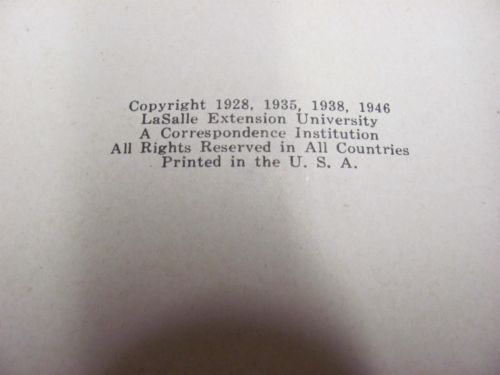 Copyright 1928, 1935, 1938, 1946
LaSalle Extension University
A Correspondence Institution
All Rights Reserved in All Countries
Printed in the U. S. A.